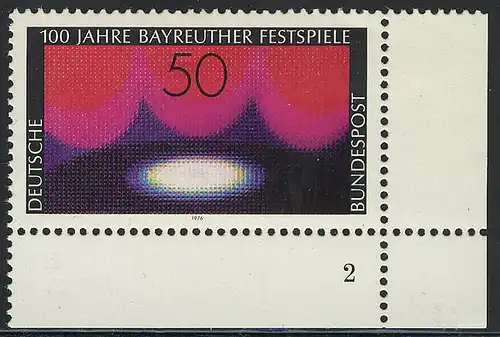 100 JAHRE BAYREUTHER FESTSPIELE
50
DEUTSCHE
BUNDESPOST
1976
2